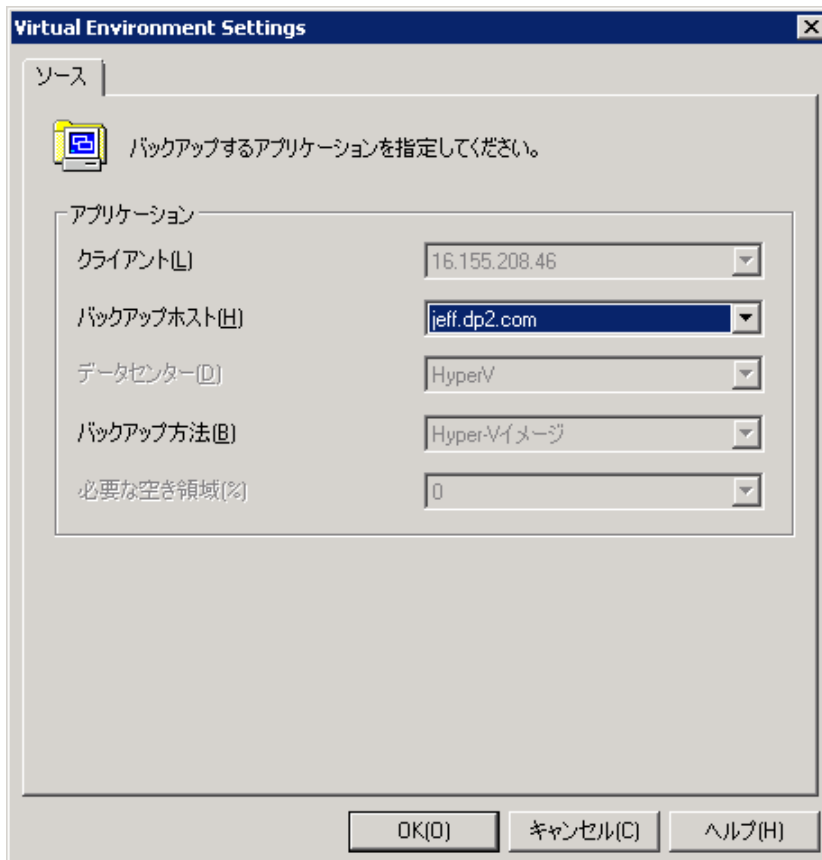 Virtual Environment Settings
ソース
バックアップするアプリケーションを指定してください。
アプリケーション
クライアント(L) 16.155.208.46
バックアップホスト(H) jeff.dp2.com
データセンター(D) HyperV
バックアップ方法(B) Hyper-Vイメージ
必要な空き領域(%) 0
OK(O) キャンセル(C) ヘルプ(H)